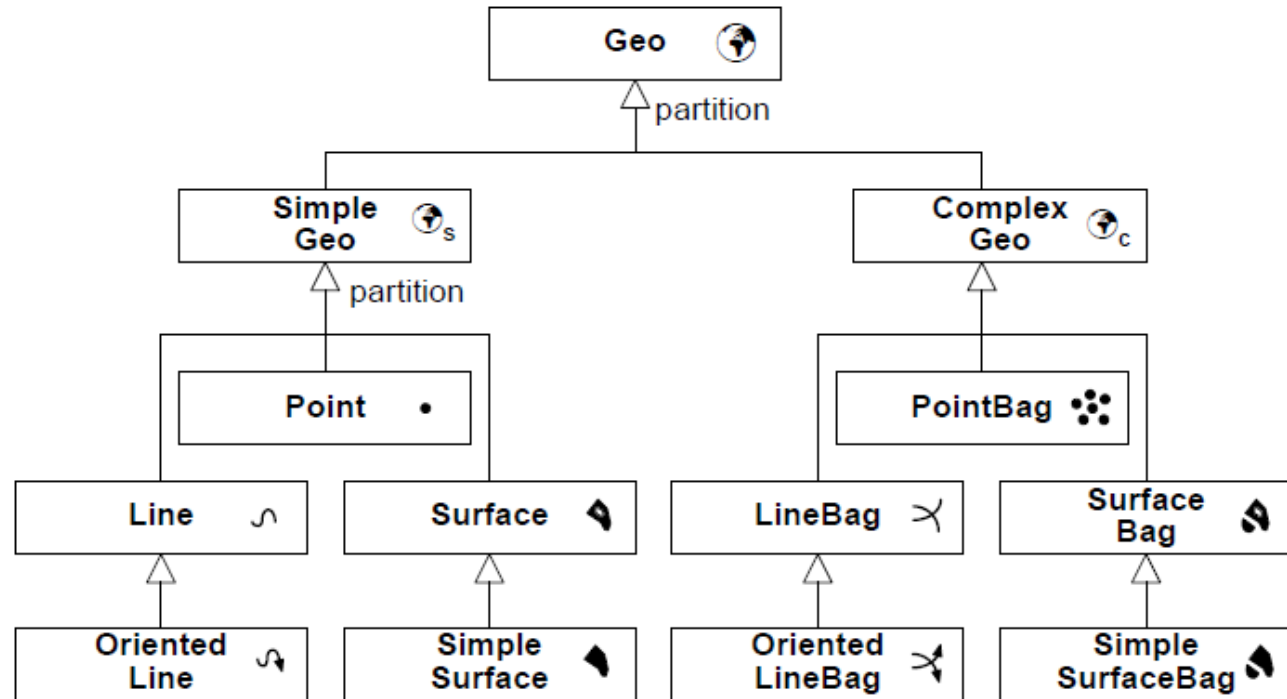 Geo
partition
Simple
Geo
s
Complex
Geo
c
partition
Point
PointBag
Line
Surface
LineBag
Surface
Bag
Oriented
Line
Simple
Surface
Oriented
LineBag
Simple
SurfaceBag